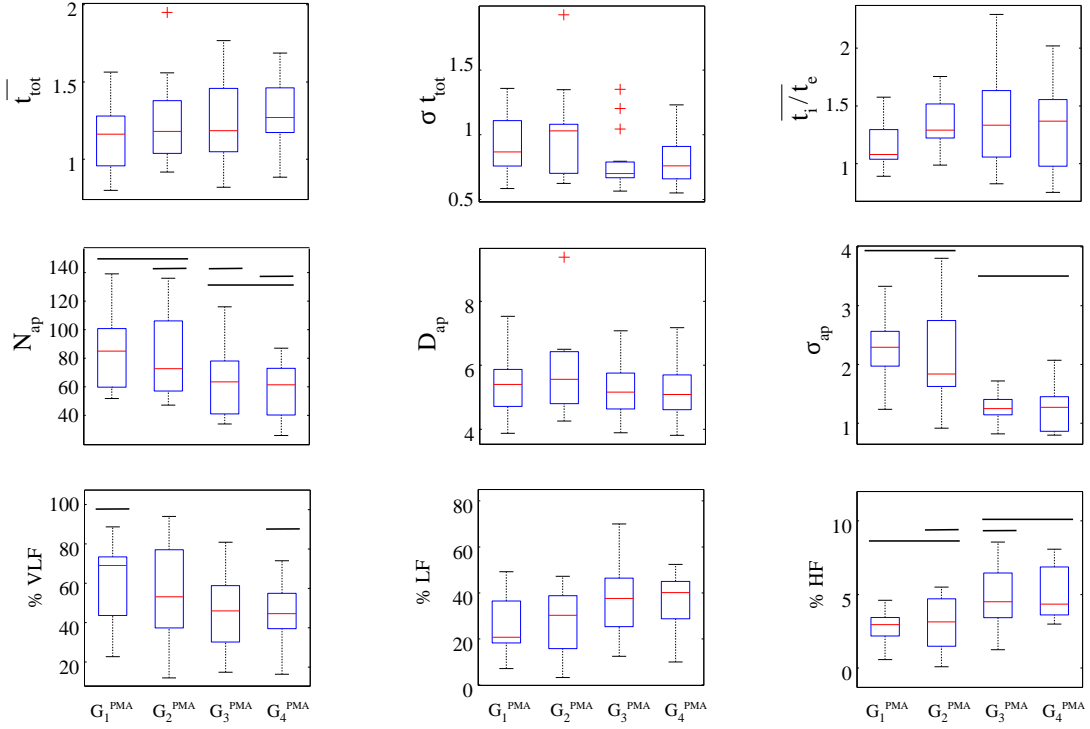 t̅_tot
2
1.5
1
σ t_tot
1.5
1
0.5
t_i/t_e
2
1.5
1
N_ap
140
120
100
80
60
40
D_ap
8
6
4
σ_ap
4
3
2
1
% VLF
100
80
60
40
20
% LF
80
60
40
20
0
% HF
10
5
0
G₁^PMA G₂^PMA G₃^PMA G₄^PMA
G₁^PMA G₂^PMA G₃^PMA G₄^PMA
G₁^PMA G₂^PMA G₃^PMA G₄^PMA